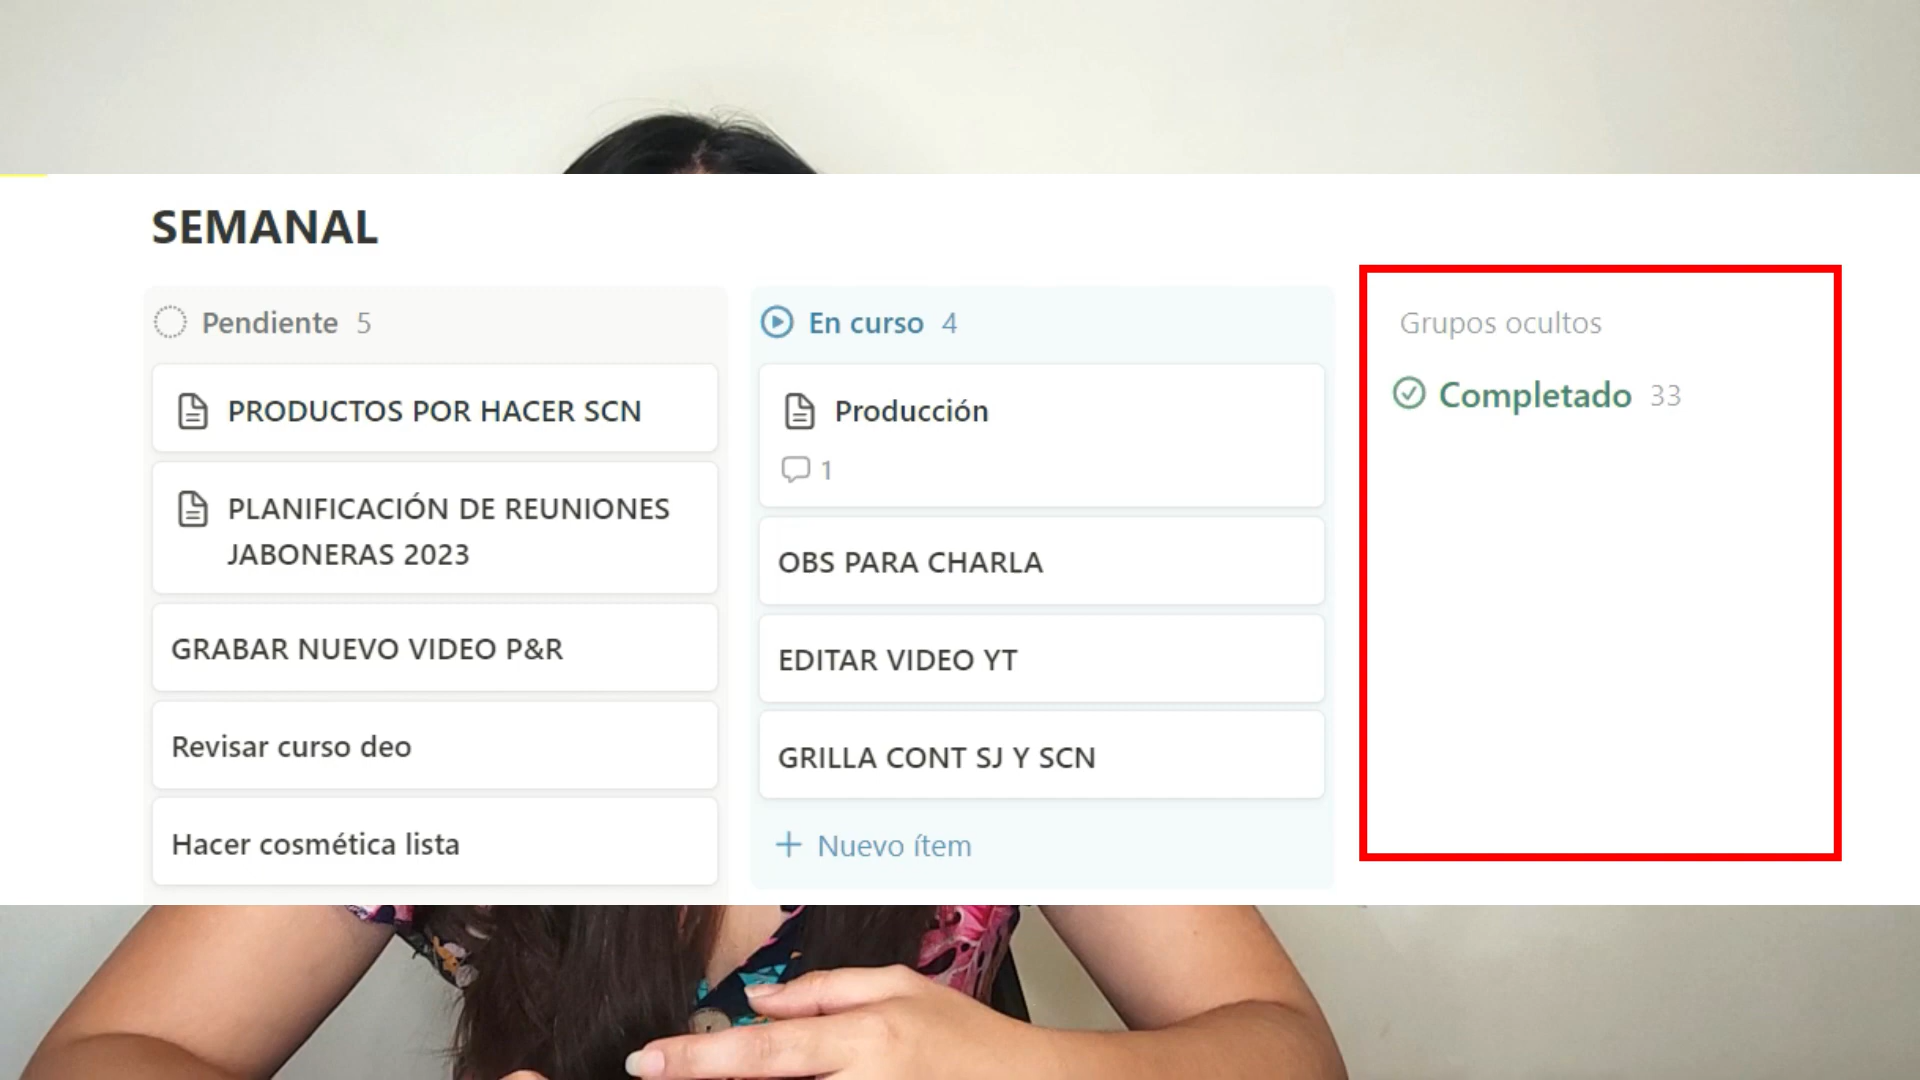 SEMANAL
Pendiente 5
PRODUCTOS POR HACER SCN
PLANIFICACIÓN DE REUNIONES
JABONERAS 2023
GRABAR NUEVO VIDEO P&R
Revisar curso deo
Hacer cosmética lista
En curso 4
Producción
1
OBS PARA CHARLA
EDITAR VIDEO YT
GRILLA CONT SJ Y SCN
+ Nuevo ítem
Grupos ocultos
Completado 33